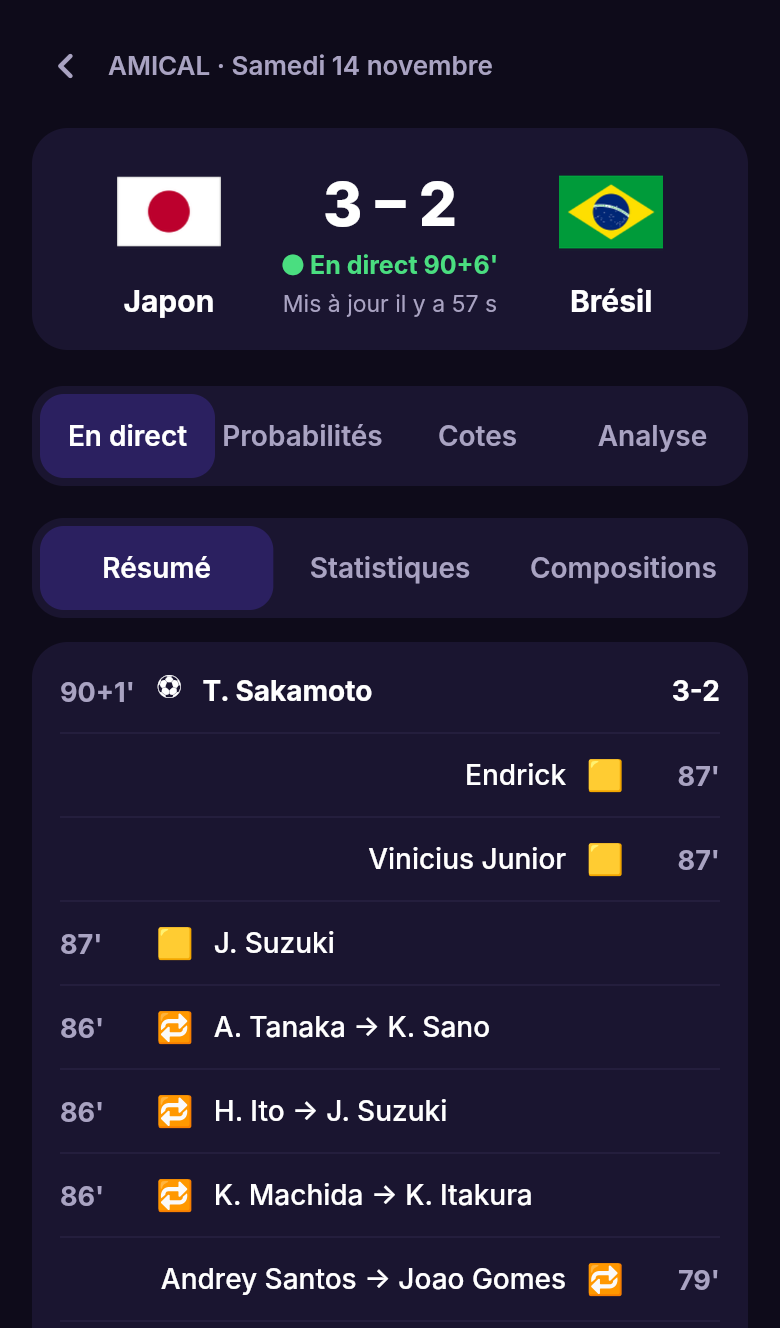 AMICAL · Samedi 14 novembre
3 – 2
En direct 90+6'
Mis à jour il y a 57 s
Japon
Brésil
En direct Probabilités Cotes Analyse
Résumé Statistiques Compositions
90+1' T. Sakamoto 3-2
Endrick 87'
Vinicius Junior 87'
87' J. Suzuki
86' A. Tanaka → K. Sano
86' H. Ito → J. Suzuki
86' K. Machida → K. Itakura
Andrey Santos → Joao Gomes 79'